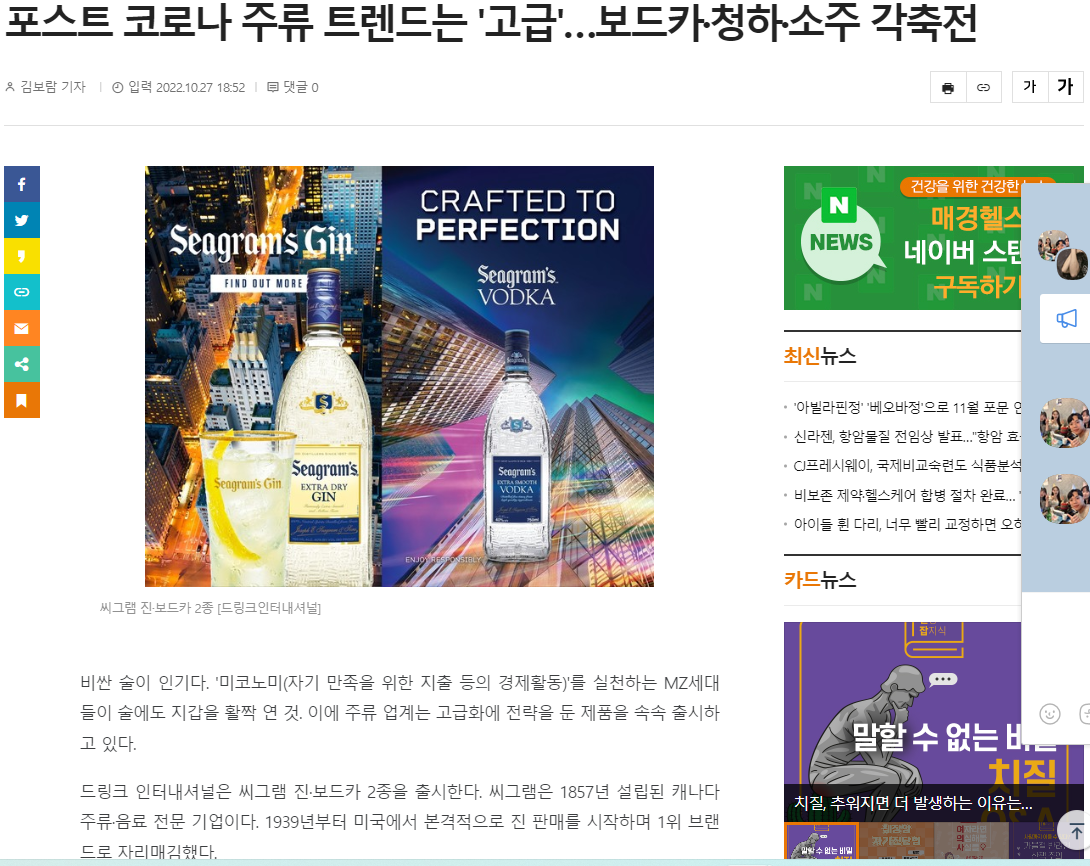 포스트 코로나 주류 트렌드는 '고급'…보드카·청하·소주 각축전
김보람 기자
입력 2022.10.27 18:52
댓글 0
가 가
Seagram's Gin
FIND OUT MORE
Seagram's Gin
Seagram's
EXTRA DRY
GIN
CRAFTED TO
PERFECTION
Seagram's
VODKA
Seagram's
EXTRA SMOOTH
VODKA
ENJOY RESPONSIBLY
씨그램 진·보드카 2종 [드링크인터내셔널]
비싼 술이 인기다. '미코노미(자기 만족을 위한 지출 등의 경제활동)'를 실천하는 MZ세대
들이 술에도 지갑을 활짝 연 것. 이에 주류 업계는 고급화에 전략을 둔 제품을 속속 출시하
고 있다.
드링크 인터내셔널은 씨그램 진·보드카 2종을 출시한다. 씨그램은 1857년 설립된 캐나다
주류·음료 전문 기업이다. 1939년부터 미국에서 본격적으로 진 판매를 시작하며 1위 브랜
드로 자리매김했다.
건강을 위한 건강한
N
NEWS
매경헬스
네이버 스탠
구독하기
최신뉴스
'아빌라핀정' '베오바정'으로 11월 포문
신라젠, 항암물질 전임상 발표…"항암
CJ프레시웨이, 국제비교숙련도 식품분석
비보존 제약·헬스케어 합병 절차 완료…
아이들 휜 다리, 너무 빨리 교정하면
카드뉴스
잡지식
말할 수 없는 비밀
치질
치질, 추워지면 더 발생하는 이유는...
말할 수 없는 비밀